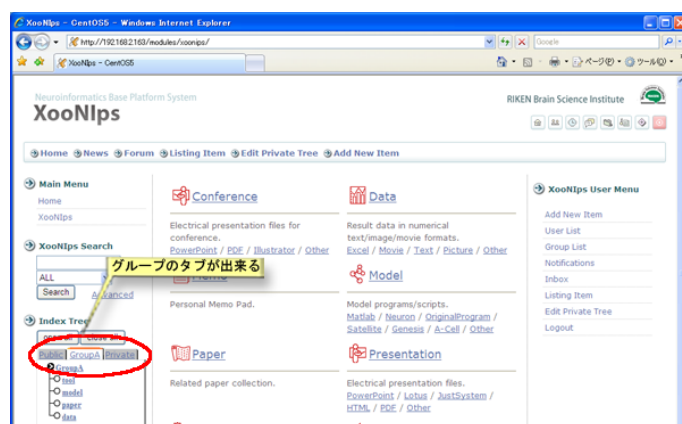 XooNIps - CentOS5 - Windows Internet Explorer
http://192.168.2.163/modules/xoonips/
Google
XooNIps - CentOS5
ページ(P)
ツール(O)
Neuroinformatics Base Platform System
XooNIps
RIKEN Brain Science Institute
Home News Forum Listing Item Edit Private Tree Add New Item
Main Menu
Home
XooNIps
XooNIps Search
ALL
Search
Advanced
グループのタブが出来る
Index Tree
Public GroupA Private
GroupA
tool
model
paper
data
Conference
Electrical presentation files for
conference.
PowerPoint / PDF / Illustrator / Other
Data
Result data in numerical
text/image/movie formats.
Excel / Movie / Text / Picture / Other
Personal Memo Pad.
Model
Model programs/scripts.
Matlab / Neuron / OriginalProgram /
Satellite / Genesis / A-Cell / Other
Paper
Related paper collection.
Presentation
Electrical presentation files.
PowerPoint / Lotus / JustSystem /
HTML / PDF / Other
XooNIps User Menu
Add New Item
User List
Group List
Notifications
Inbox
Listing Item
Edit Private Tree
Logout